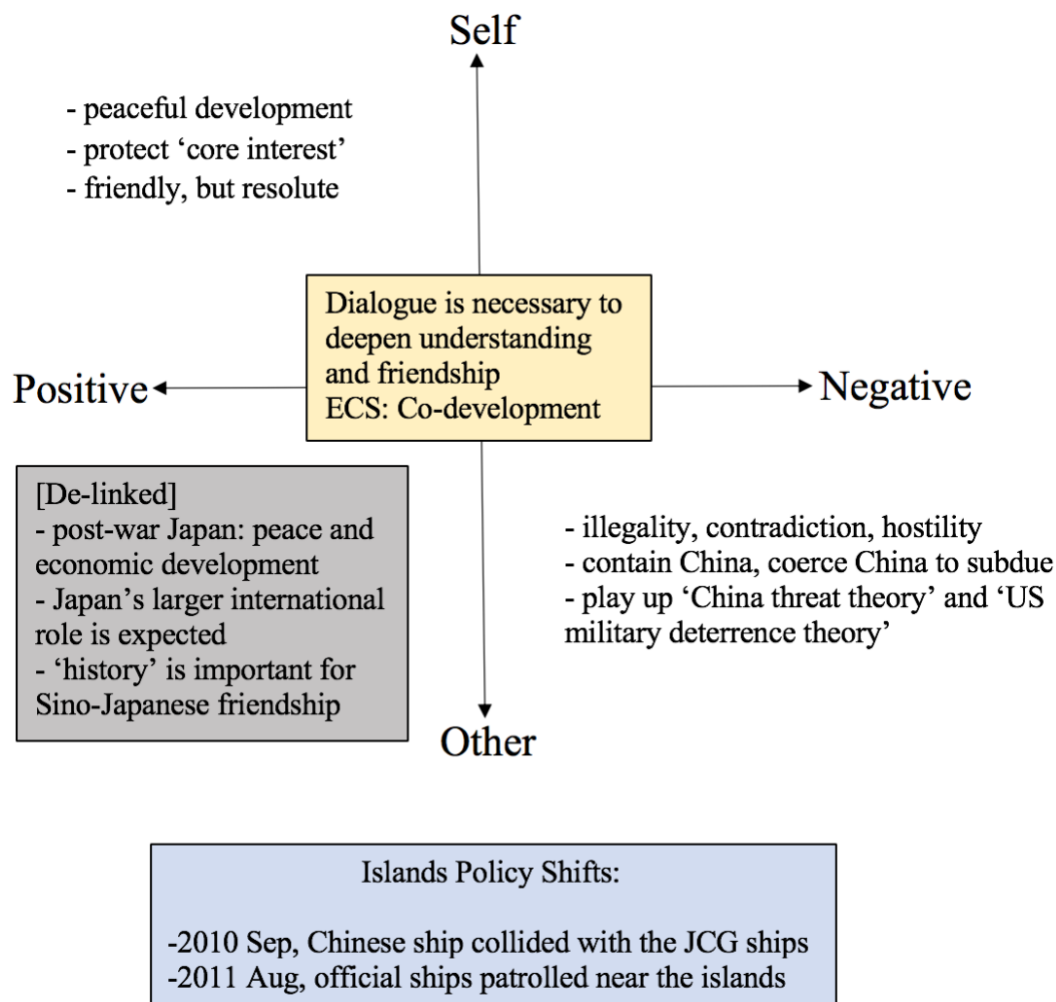 Self
- peaceful development
- protect ‘core interest’
- friendly, but resolute
Dialogue is necessary to
deepen understanding
and friendship
ECS: Co-development
Positive
Negative
[De-linked]
- post-war Japan: peace and
economic development
- Japan’s larger international
role is expected
- ‘history’ is important for
Sino-Japanese friendship
- illegality, contradiction, hostility
- contain China, coerce China to subdue
- play up ‘China threat theory’ and ‘US
military deterrence theory’
Other
Islands Policy Shifts:
-2010 Sep, Chinese ship collided with the JCG ships
-2011 Aug, official ships patrolled near the islands